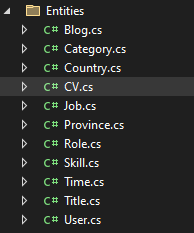 Entities
C# Blog.cs
C# Category.cs
C# Country.cs
C# CV.cs
C# Job.cs
C# Province.cs
C# Role.cs
C# Skill.cs
C# Time.cs
C# Title.cs
C# User.cs